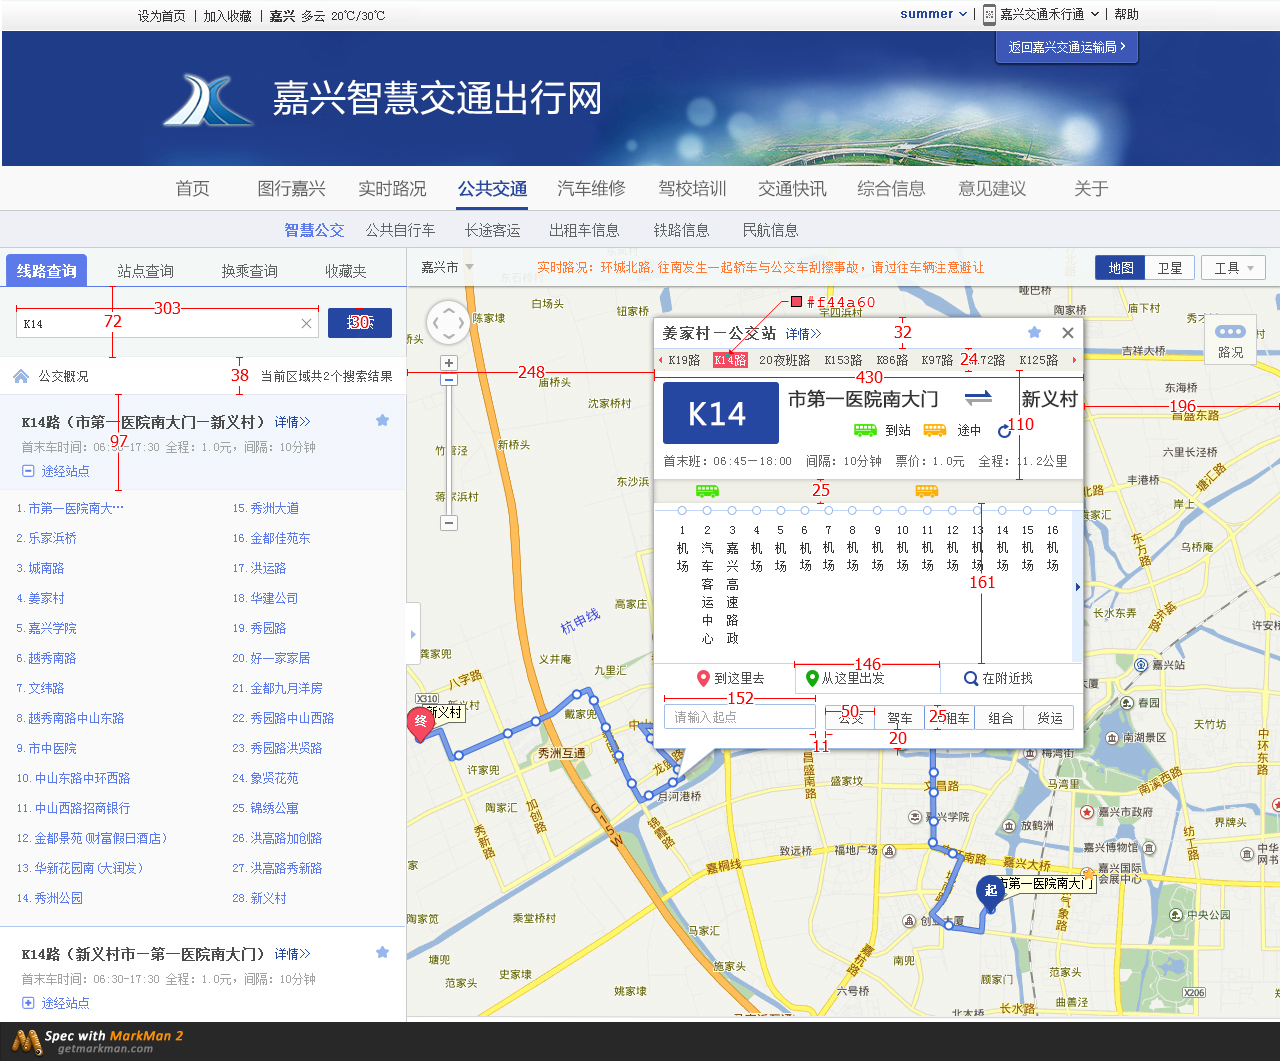 设为首页 | 加入收藏 | 嘉兴 多云 20℃/30℃
summer | 嘉兴交通禾行通 | 帮助
返回嘉兴交通运输局
嘉兴智慧交通出行网
首页 图行嘉兴 实时路况 公共交通 汽车维修 驾校培训 交通快讯 综合信息 意见建议 关于
智慧公交 公共自行车 长途客运 出租车信息 铁路信息 民航信息
线路查询 站点查询 换乘查询 收藏夹
303
K14
72
30
公交概况
38
当前区域共2个搜索结果
K14路（市第一医院南大门—新义村） 详情>>
97
首末车时间: 06:30-17:30 全程: 1.0元, 间隔: 10分钟
途经站点
1. 市第一医院南大…
2. 乐家浜桥
3. 城南路
4. 姜家村
5. 嘉兴学院
6. 越秀南路
7. 文纬路
8. 越秀南路中山东路
9. 市中医院
10. 中山东路中环西路
11. 中山西路招商银行
12. 金都景苑(财富假日酒店)
13. 华新花园南(大润发)
14. 秀洲公园
15. 秀洲大道
16. 金都佳苑东
17. 洪运路
18. 华建公司
19. 秀园路
20. 好一家家居
21. 金都九月洋房
22. 秀园路中山西路
23. 秀园路洪贤路
24. 象贤花苑
25. 锦绣公寓
26. 洪高路加创路
27. 洪高路秀新路
28. 新义村
K14路（新义村市一第一医院南大门） 详情>>
首末车时间: 06:30-17:30 全程: 1.0元, 间隔: 10分钟
途经站点
嘉兴市
实时路况: 环城北路, 往南发生一起轿车与公交车刮擦事故, 请过往车辆注意避让
地图 卫星 工具
路况
#f44a60
姜家村—公交站 详情>>
32
K19路 K14路 20夜班路 K153路 K86路 K97路 K125路
24
248
430
196
K14
市第一医院南大门 新义村
到站 途中
110
首末班: 06:45—18:00 间隔: 10分钟 票价: 1.0元
25
1 2 3 4 5 6 7 8 9 10 11 12 13 14 15 16
机场
汽车客运中心
嘉兴高速路政
机场
机场
机场
机场
机场
机场
机场
机场
机场
机场
机场
机场
机场
161
到这里去 从这里出发 在附近找
146
152
请输入起点
50
公交 驾车 组合 货运
25
11
20
白场头
陈家埭
钮家桥
庙桥头
沈家桥村
新桥头
东沙浜
高家庄
杭申线
义井庵
九里汇
戴家兜
八字路
X310
终
新义村
秀洲互通
许家兜
陶家汇
加创路
秀新路
G15W
月河港桥
锦霞路
嘉桐线
乘堂桥村
马家汇
史家埭
范家头
塘兜
姚家埭
施家头
致远桥
福地广场
盛家坟
昌盛南路
文昌路
嘉兴学院
放鹤洲
马湾里
梅湾街
南湖景区
春园
嘉兴站
许安村
长水东弄
乌桥庵
东方路
岸上
丰港桥
塘汇路
六里长泾桥
昌盛东路
东海桥
吉祥大桥
庙下村
哑巴桥
天竹坊
南溪西路
嘉兴市政府
界牌头
纺工路
中环东路
嘉兴博物馆
嘉兴大桥
嘉兴国际会展中心
起
市第一医院南大门
中央公园
气象路
南兜
六号桥
嘉杭路
顾家门
范家头
曲善泾
长水路
X206
Spec with MarkMan 2
getmarkman.com